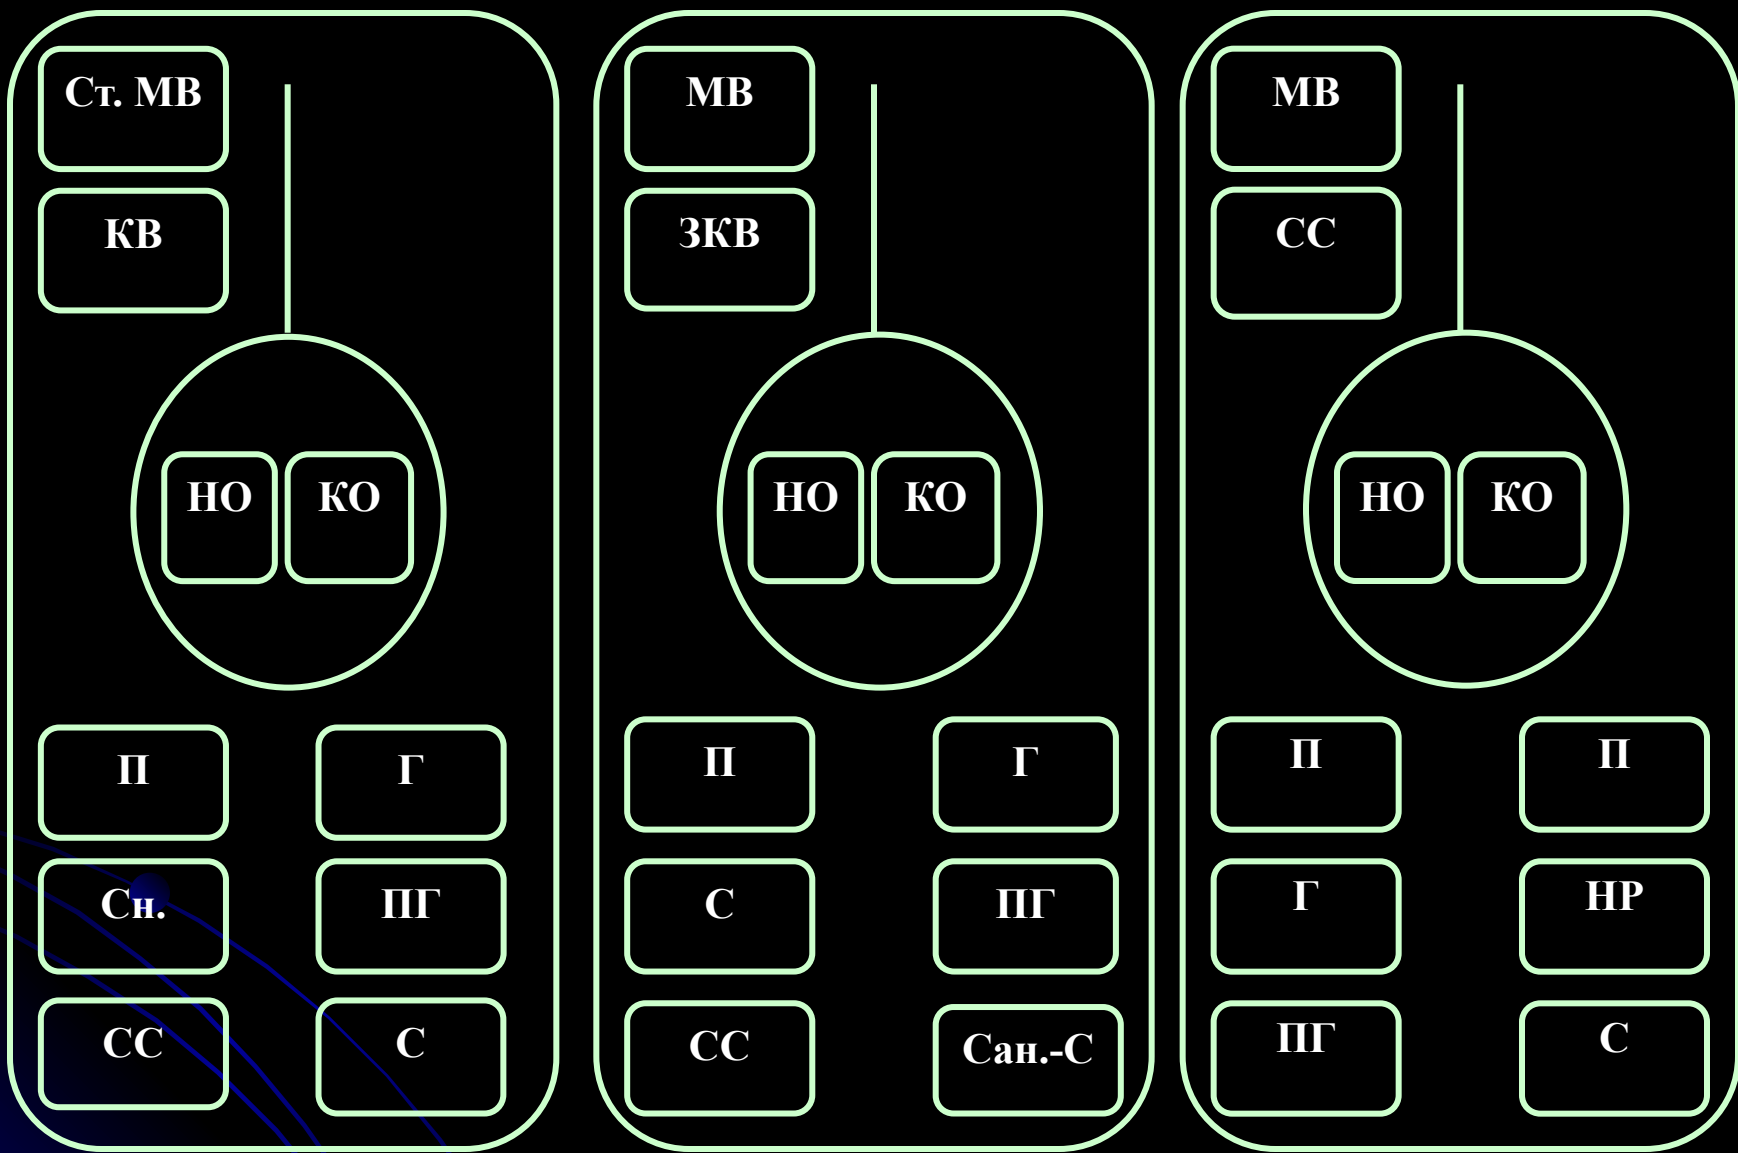 Ст. МВ
КВ
НО
КО
П
Г
Сн.
ПГ
СС
С
МВ
ЗКВ
НО
КО
П
Г
С
ПГ
СС
Сан.-С
МВ
СС
НО
КО
П
П
Г
НР
ПГ
С